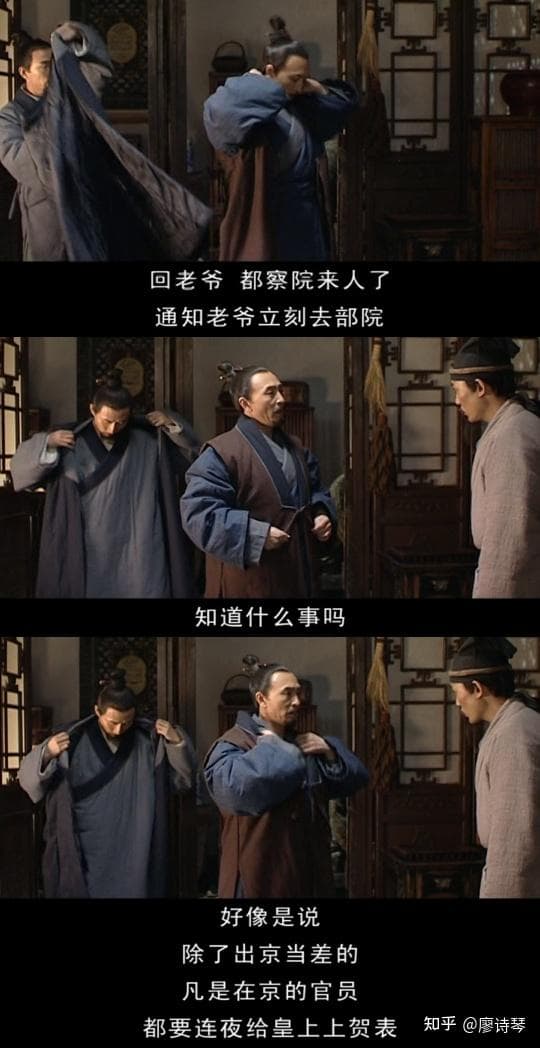 回老爷 都察院来人了
通知老爷立刻去部院
知道什么事吗
好像是说
除了出京当差的
凡是在京的官员
都要连夜给皇上上贺表
知乎 @廖诗琴